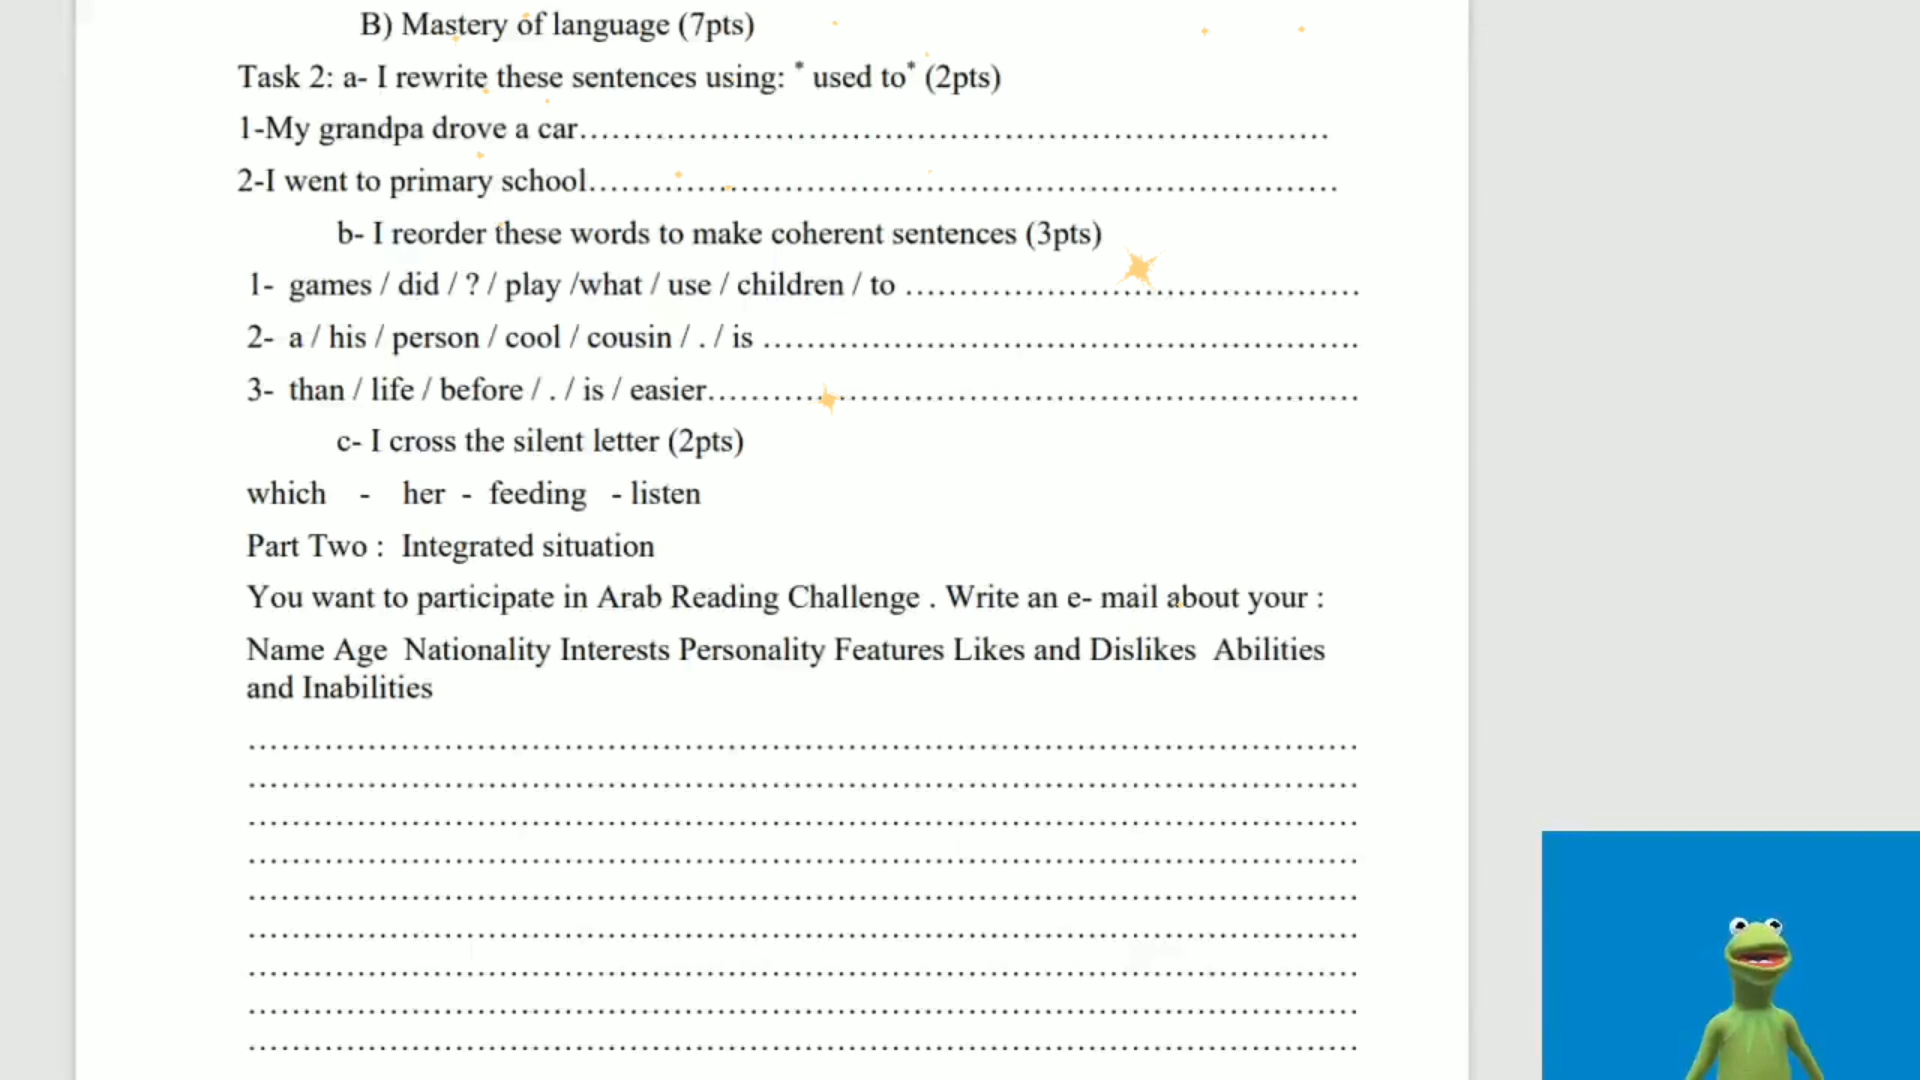 B) Mastery of language (7pts)
Task 2: a- I rewrite these sentences using: * used to* (2pts)
1-My grandpa drove a car....................................................................................
2-I went to primary school....................................................................................
b- I reorder these words to make coherent sentences (3pts)
1- games / did / ? / play /what / use / children / to ..................................................
2- a / his / person / cool / cousin / . / is ..................................................................
3- than / life / before / . / is / easier........................................................................
c- I cross the silent letter (2pts)
which - her - feeding - listen
Part Two : Integrated situation
You want to participate in Arab Reading Challenge . Write an e- mail about your :
Name Age Nationality Interests Personality Features Likes and Dislikes Abilities
and Inabilities